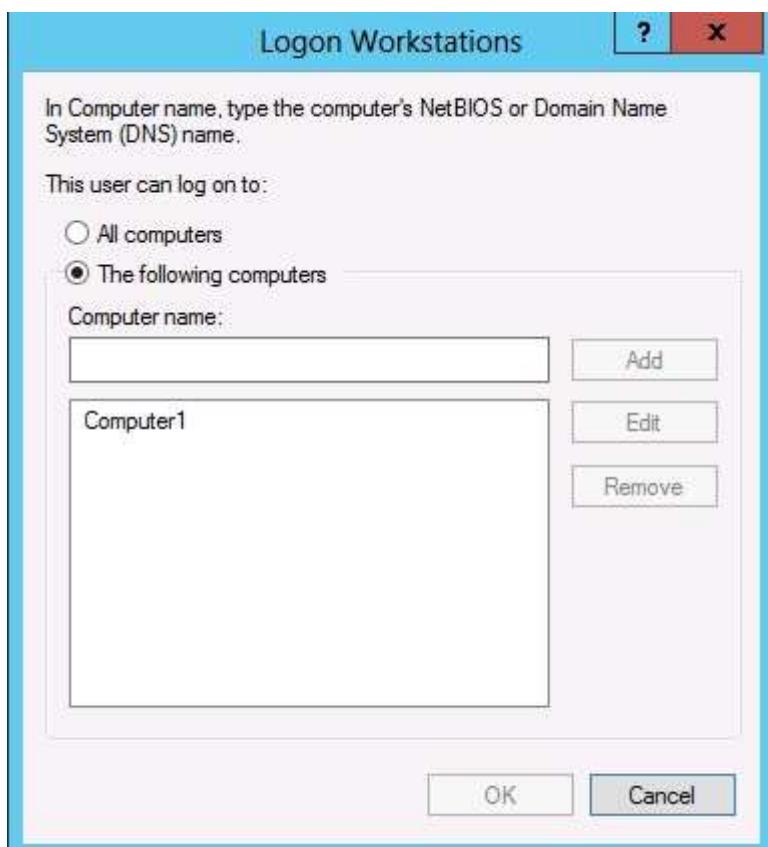 Logon Workstations
?
x
In Computer name, type the computer's NetBIOS or Domain Name
System (DNS) name.
This user can log on to:
All computers
The following computers
Computer name:
Add
Computer1
Edit
Remove
OK
Cancel